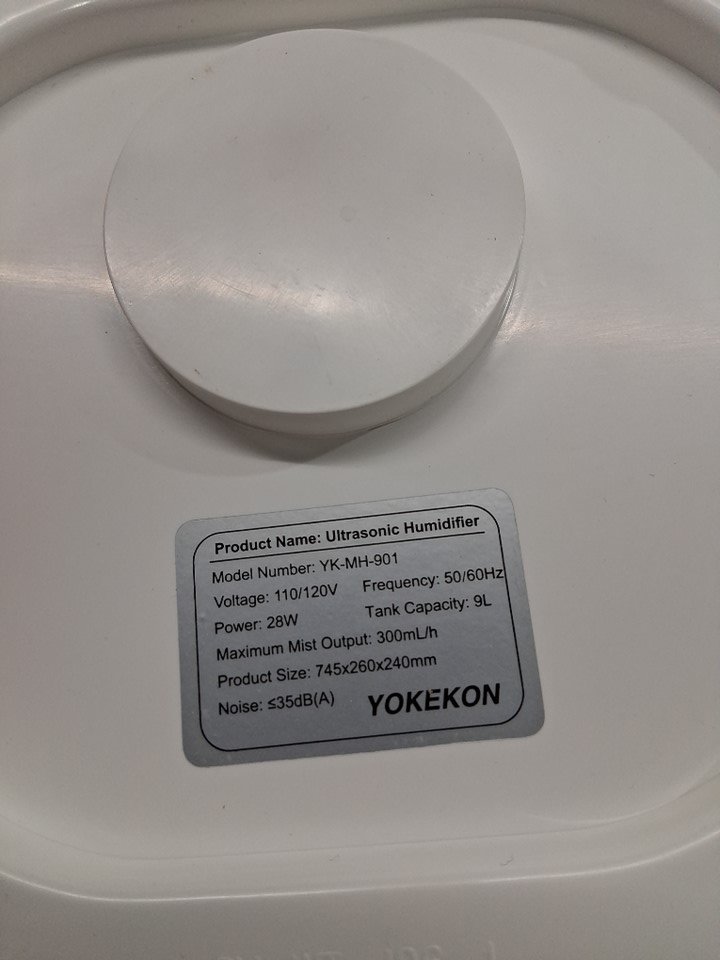 Product Name: Ultrasonic Humidifier
Model Number: YK-MH-901
Voltage: 110/120V Frequency: 50/60Hz
Power: 28W Tank Capacity: 9L
Maximum Mist Output: 300mL/h
Product Size: 745x260x240mm
Noise: ≤35dB(A) YOKEKON